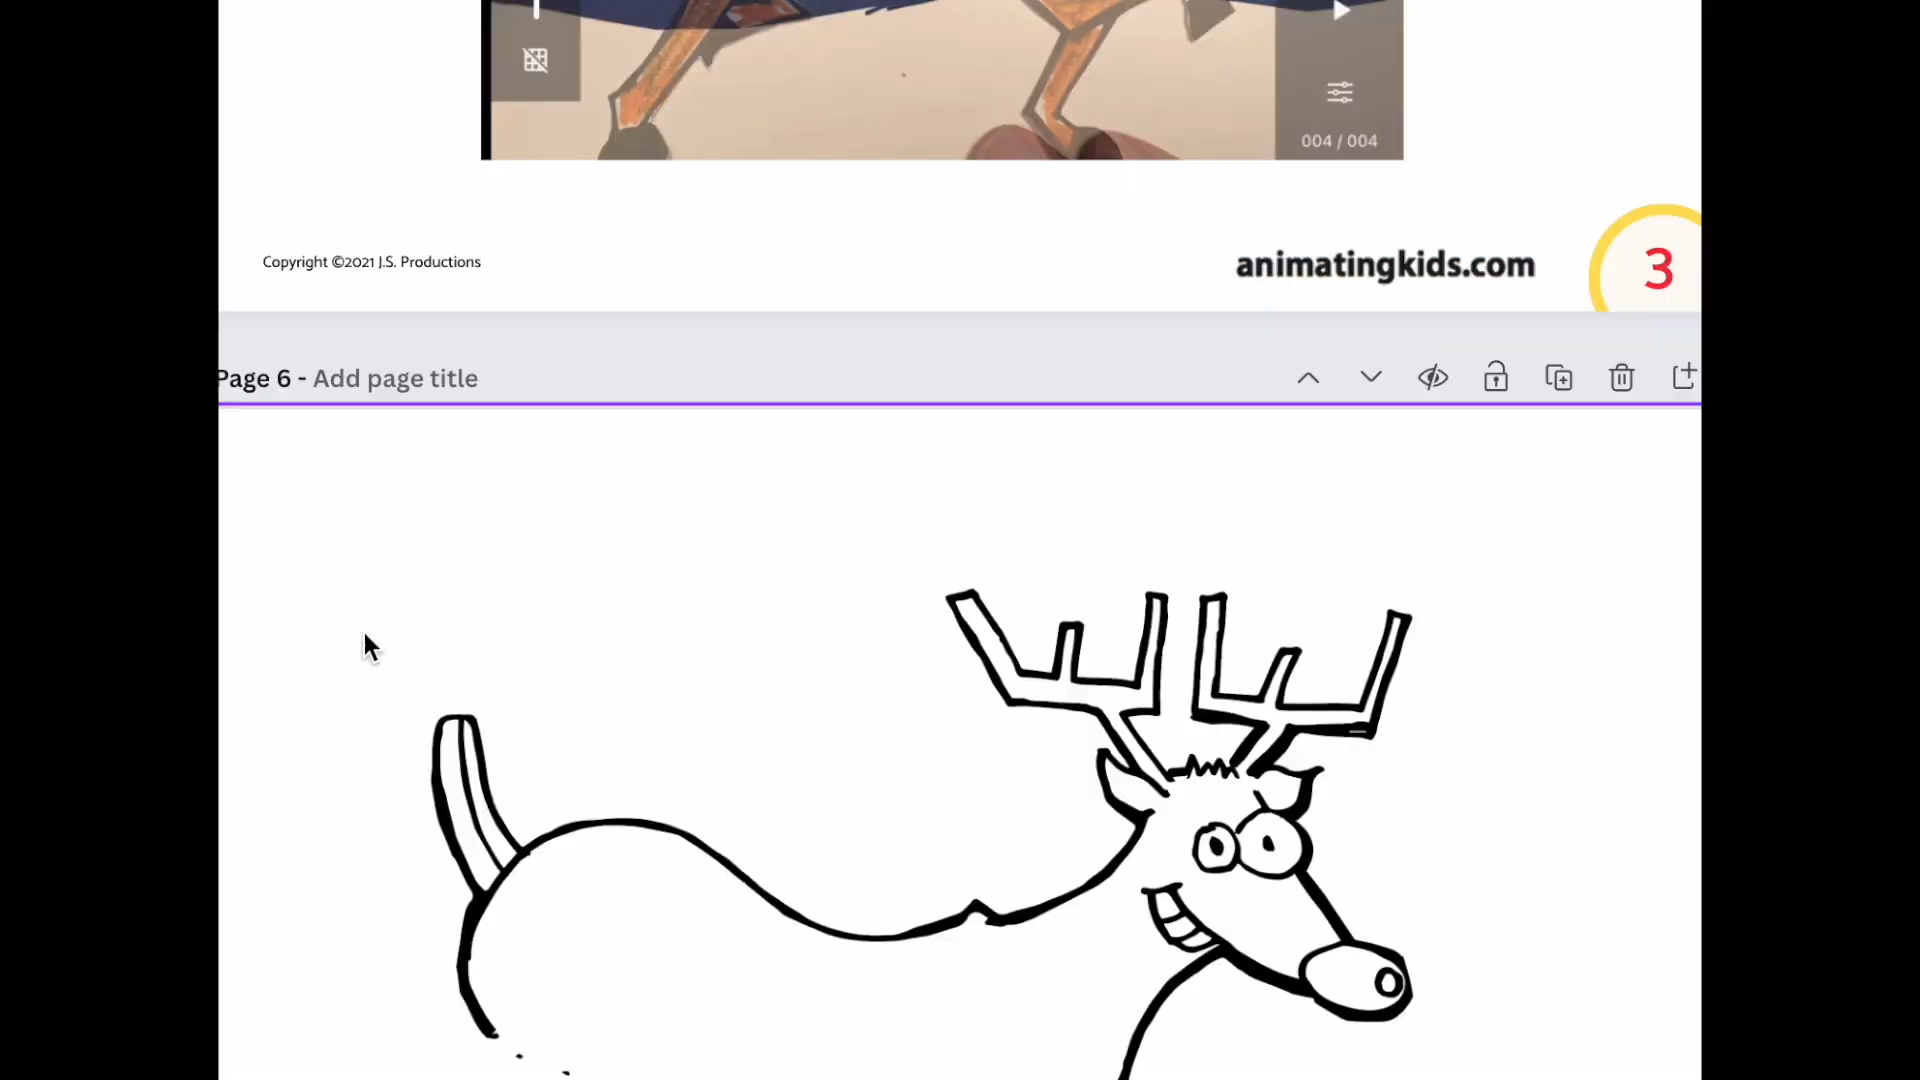 004 / 004
Copyright ©2021 J.S. Productions
animatingkids.com
3
Page 6 - Add page title